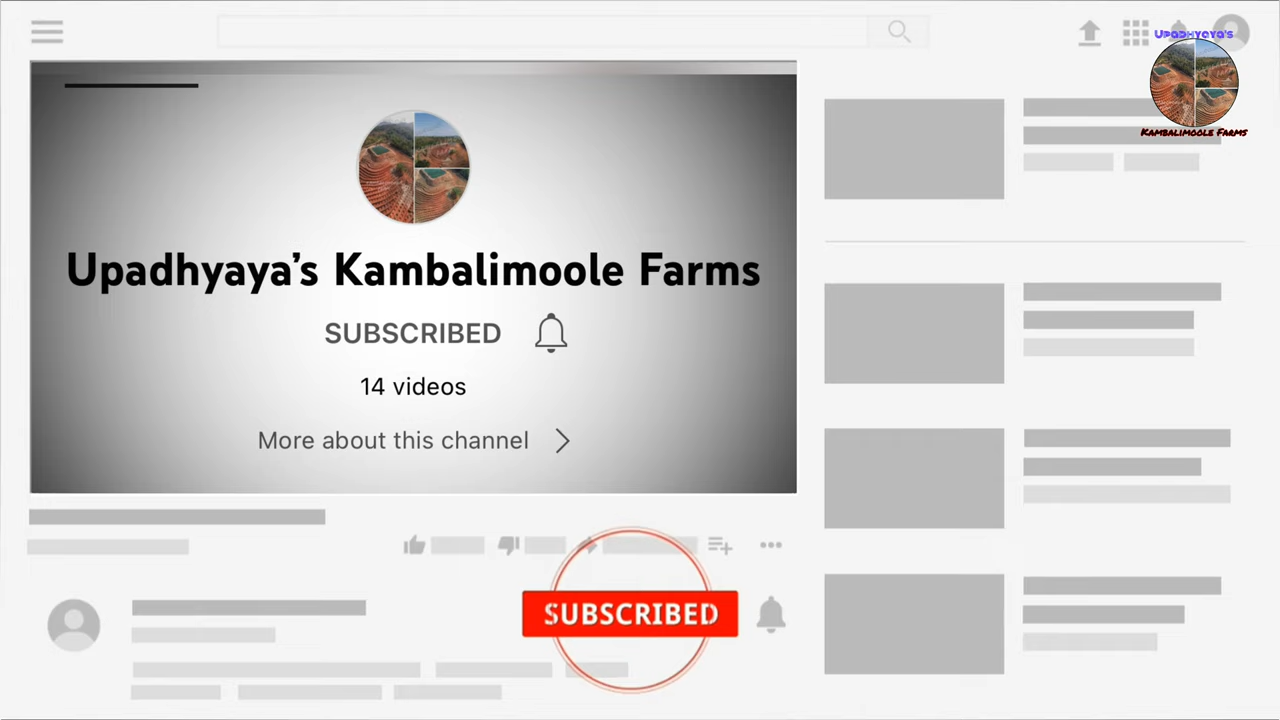 UPADHYAYA'S
KAMBALIMOOLE FARMS
Upadhyaya's Kambalimoole Farms
SUBSCRIBED
14 videos
More about this channel
SUBSCRIBED